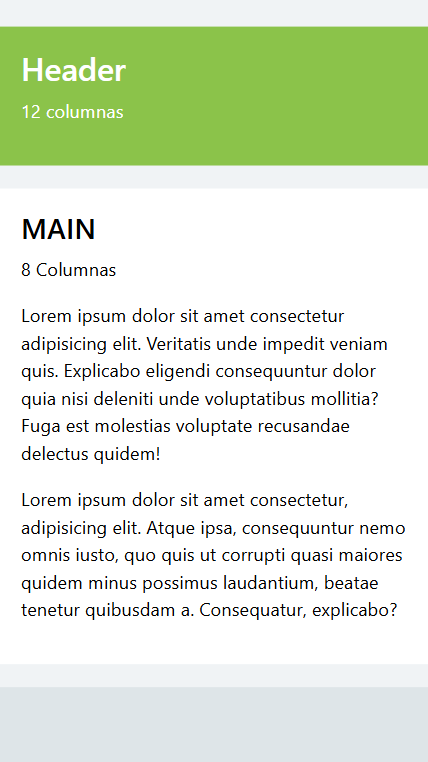 Header
12 columnas
MAIN
8 Columnas
Lorem ipsum dolor sit amet consectetur
adipisicing elit. Veritatis unde impedit veniam
quis. Explicabo eligendi consequuntur dolor
quia nisi deleniti unde voluptatibus mollitia?
Fuga est molestias voluptate recusandae
delectus quidem!
Lorem ipsum dolor sit amet consectetur,
adipisicing elit. Atque ipsa, consequuntur nemo
omnis iusto, quo quis ut corrupti quasi maiores
quidem minus possimus laudantium, beatae
tenetur quibusdam a. Consequatur, explicabo?